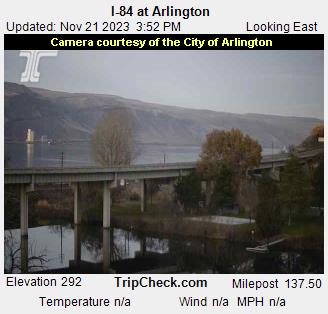 I-84 at Arlington
Updated: Nov 21 2023 3:52 PM Looking East
Camera courtesy of the City of Arlington
Elevation 292 TripCheck.com Milepost 137.50
Temperature n/a Wind n/a MPH n/a